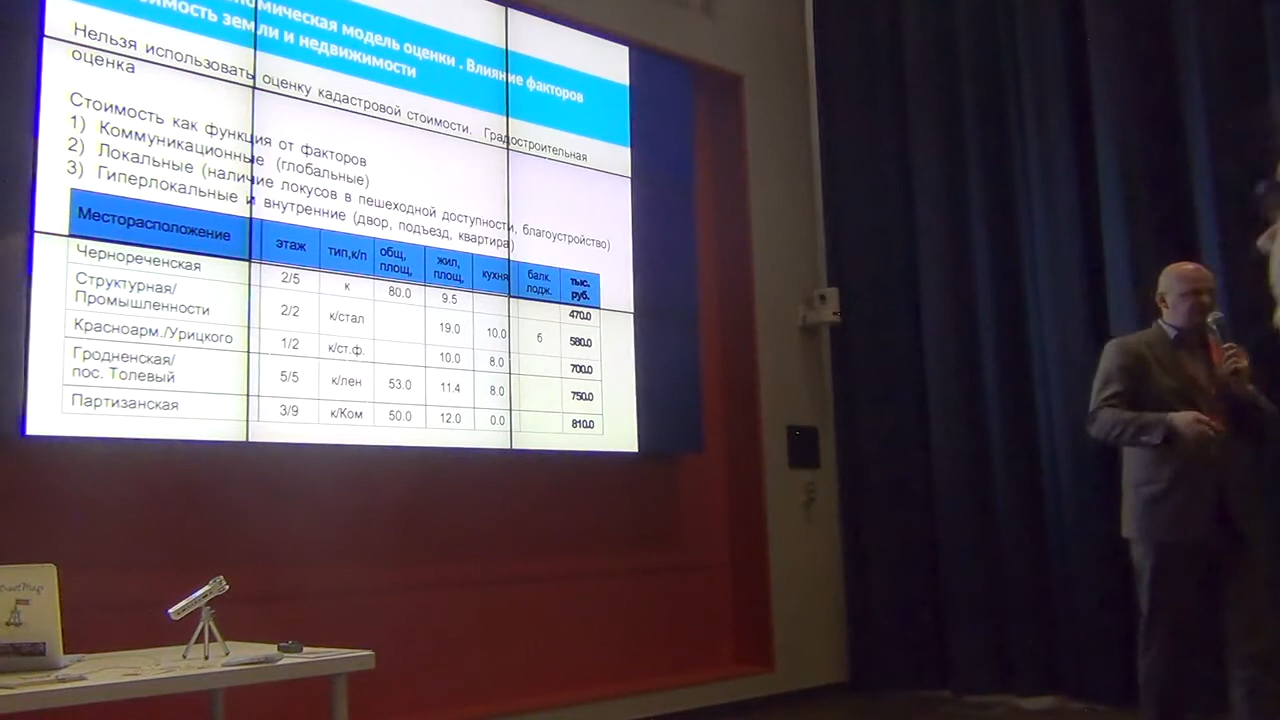 омическая модель оценки . Влияние факторов
оимость земли и недвижимости
Нельзя использовать оценку кадастровой стоимости. Градостроительная
оценка
Стоимость как функция от факторов
1) Коммуникационные (глобальные)
2) Локальные (наличие локусов в пешеходной доступности, благоустройство)
3) Гиперлокальные и внутренние (двор, подъезд, квартира)
Месторасположение этаж тип,к/п общ, площ, жил, площ, кухня балк. лодж. тыс. руб.
Чернореченская 2/5 к 80.0 9.5 470.0
Структурная/
Промышленности 2/2 к/стал 19.0 10.0 б 580.0
Красноарм./Урицкого 1/2 к/ст.ф. 10.0 8.0 700.0
Гродненская/
пос. Толевый 5/5 к/лен 53.0 11.4 8.0 750.0
Партизанская 3/9 к/Ком 50.0 12.0 0.0 810.0